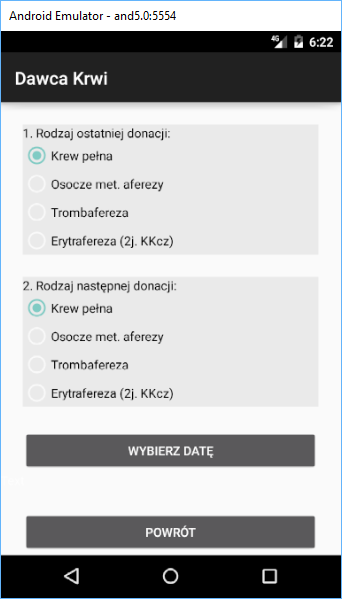 Android Emulator - and5.0:5554
4G 6:22
Dawca Krwi
1. Rodzaj ostatniej donacji:
Krew pełna
Osocze met. aferezy
Trombafereza
Erytrafereza (2j. KKcz)
2. Rodzaj następnej donacji:
Krew pełna
Osocze met. aferezy
Trombafereza
Erytrafereza (2j. KKcz)
WYBIERZ DATĘ
POWRÓT